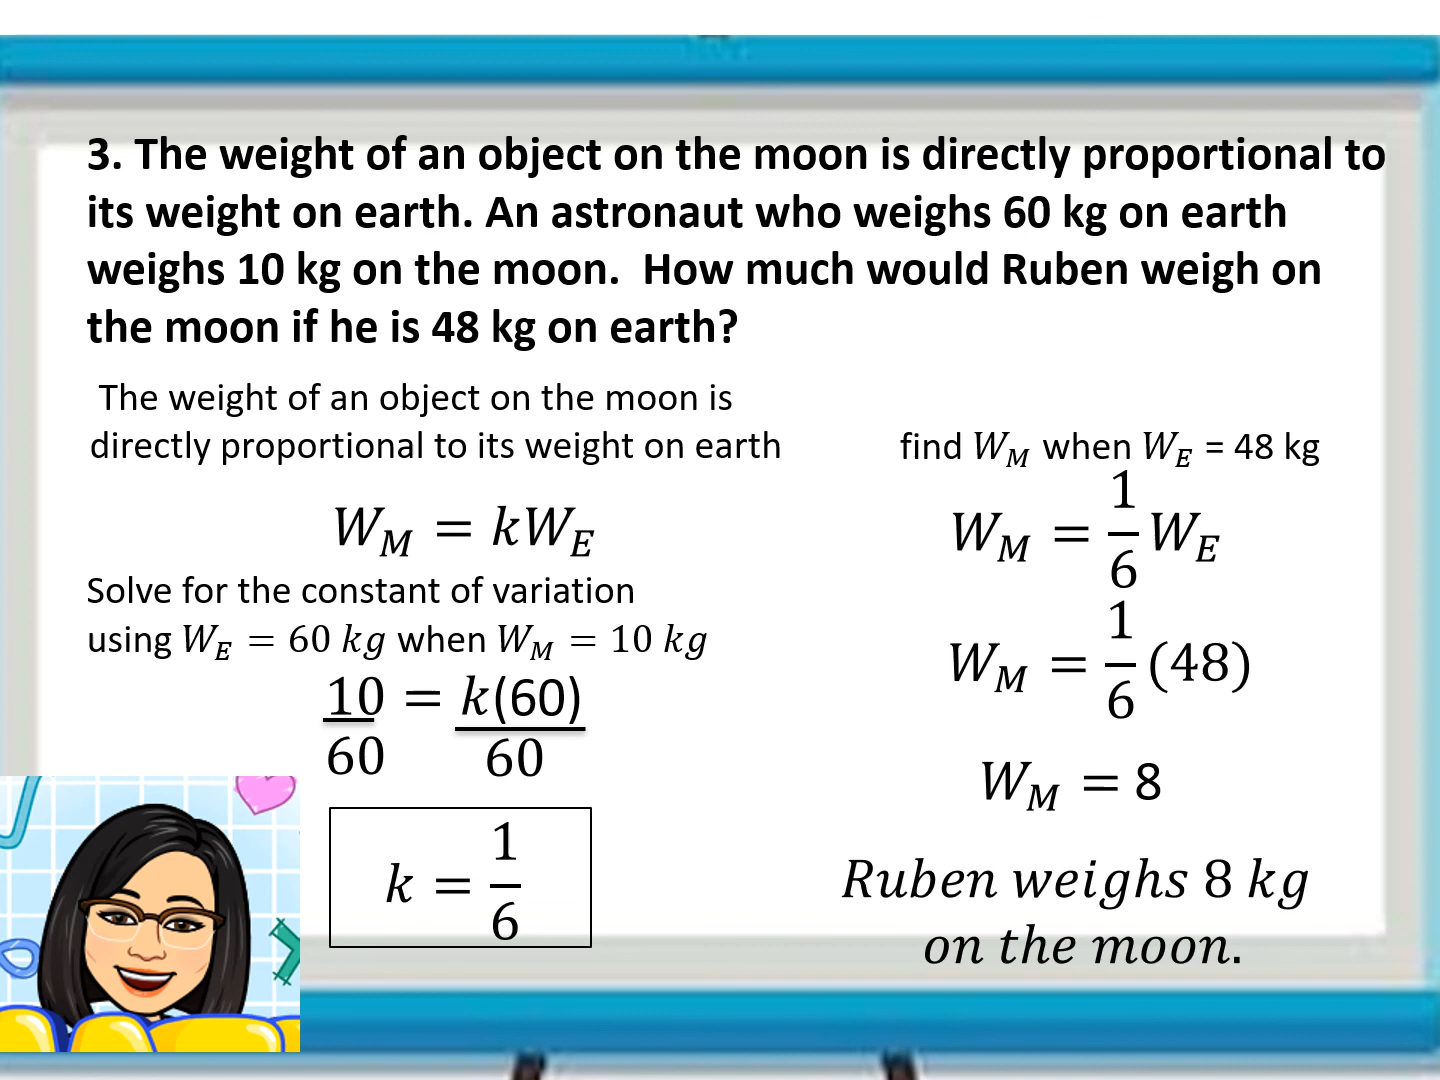 3. The weight of an object on the moon is directly proportional to
its weight on earth. An astronaut who weighs 60 kg on earth
weighs 10 kg on the moon.  How much would Ruben weigh on
the moon if he is 48 kg on earth?
The weight of an object on the moon is
directly proportional to its weight on earth
W_M = kW_E
Solve for the constant of variation
using W_E = 60 kg when W_M = 10 kg
10/60 = k(60)/60
k = 1/6
find W_M when W_E = 48 kg
W_M = 1/6 W_E
W_M = 1/6 (48)
W_M = 8
Ruben weighs 8 kg
on the moon.